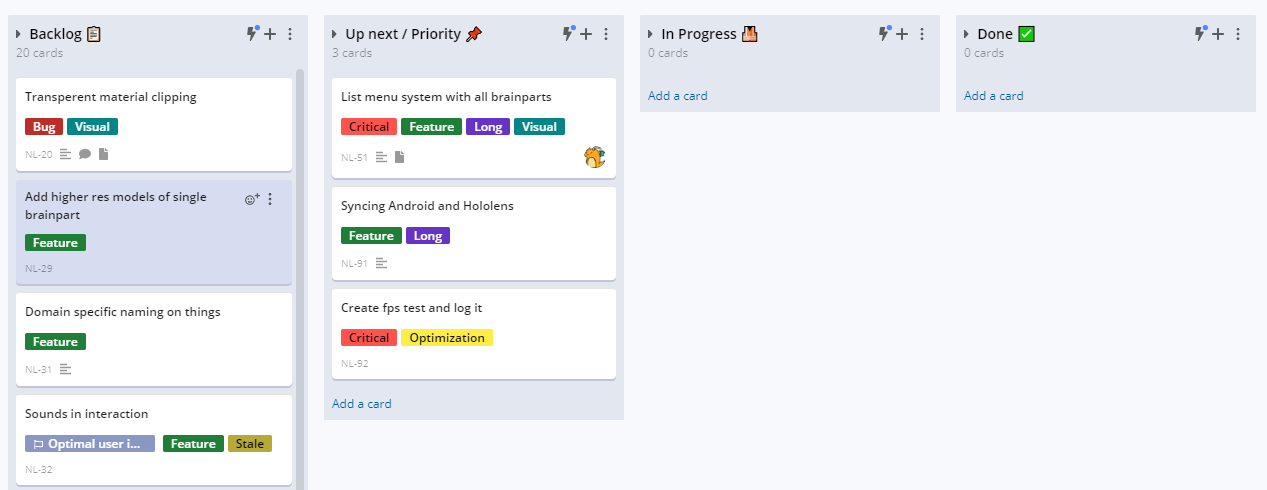 Backlog
20 cards
Transperent material clipping
Bug Visual
NL-20
Add higher res models of single
brainpart
Feature
NL-29
Domain specific naming on things
Feature
NL-31
Sounds in interaction
Optimal user i... Feature Stale
NL-32
Up next / Priority
3 cards
List menu system with all brainparts
Critical Feature Long Visual
NL-51
Syncing Android and Hololens
Feature Long
NL-91
Create fps test and log it
Critical Optimization
NL-92
Add a card
In Progress
0 cards
Add a card
Done
0 cards
Add a card